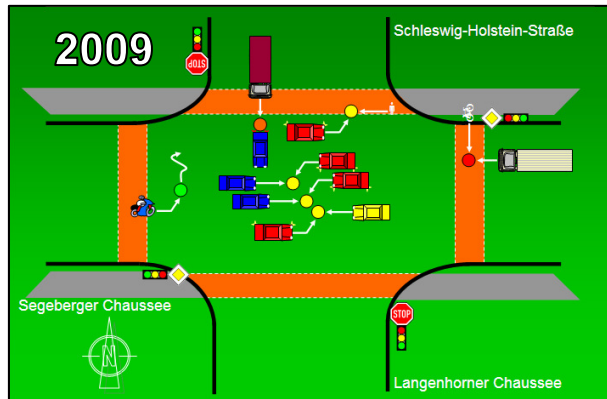 2009
Schleswig-Holstein-Straße
STOP
Segeberger Chaussee
N
STOP
Langenhorner Chaussee